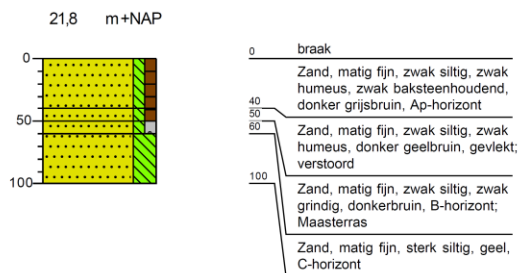 21,8 m+NAP
0
50
100
0 braak
Zand, matig fijn, zwak siltig, zwak
humeus, zwak baksteenhoudend,
donker grijsbruin, Ap-horizont
40
50
60
100
Zand, matig fijn, zwak siltig, zwak
humeus, donker geelbruin, gevlekt;
verstoord
Zand, matig fijn, zwak siltig, zwak
grindig, donkerbruin, B-horizont;
Maasterras
Zand, matig fijn, sterk siltig, geel,
C-horizont